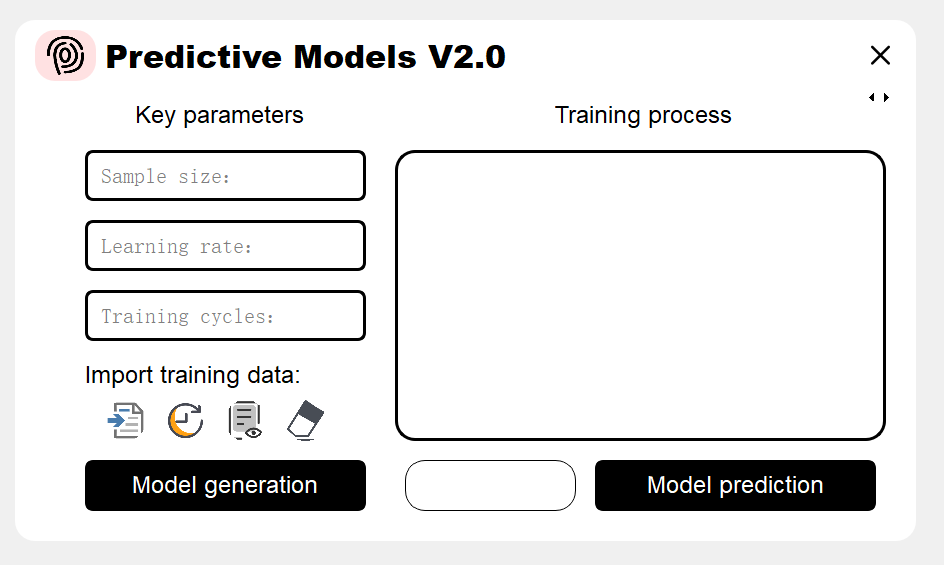 Predictive Models V2.0
Key parameters
Training process
Sample size:
Learning rate:
Training cycles:
Import training data:
Model generation
Model prediction